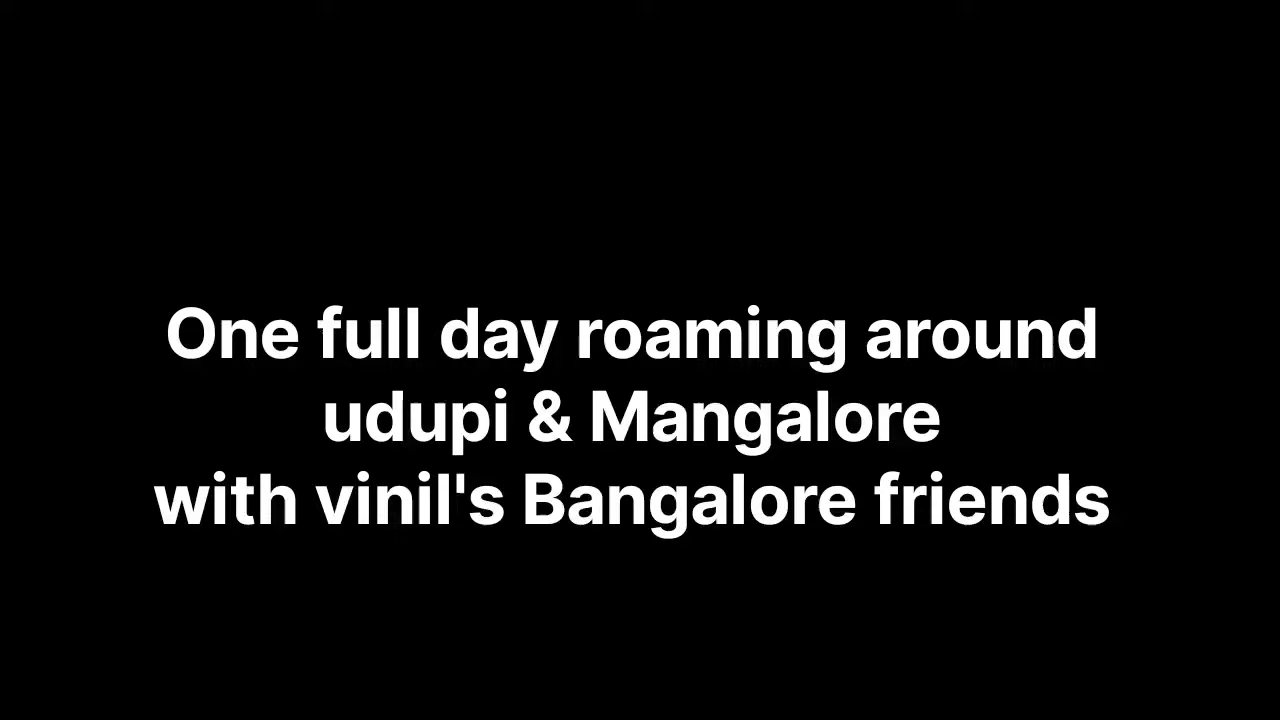 One full day roaming around
udupi & Mangalore
with vinil's Bangalore friends